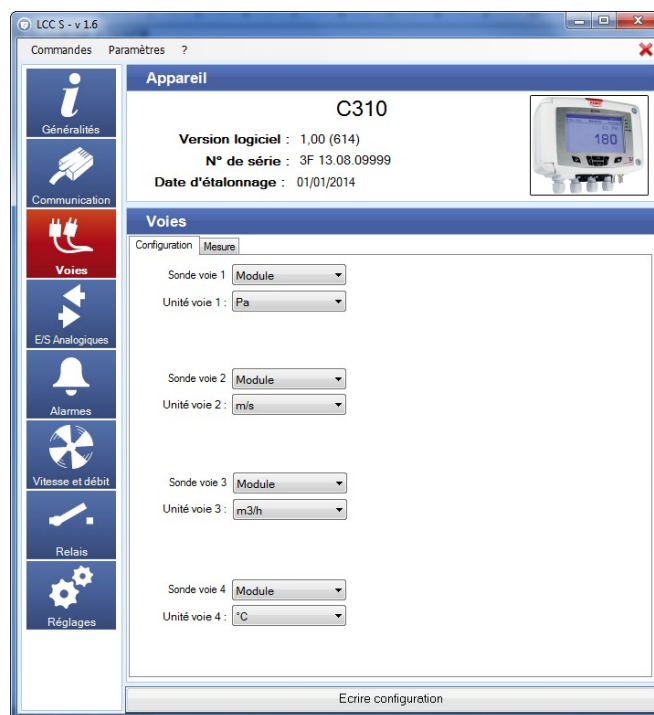 LCC S - v 1.6
Commandes Paramètres ?
Généralités
Communication
Voies
E/S Analogiques
Alarmes
Vitesse et débit
Relais
Réglages
Appareil
C310
Version logiciel : 1,00 (614)
N° de série : 3F 13.08.09999
Date d'étalonnage : 01/01/2014
180
Voies
Configuration Mesure
Sonde voie 1 Module
Unité voie 1 : Pa
Sonde voie 2 Module
Unité voie 2 : m/s
Sonde voie 3 Module
Unité voie 3 : m3/h
Sonde voie 4 Module
Unité voie 4 : °C
Ecrire configuration